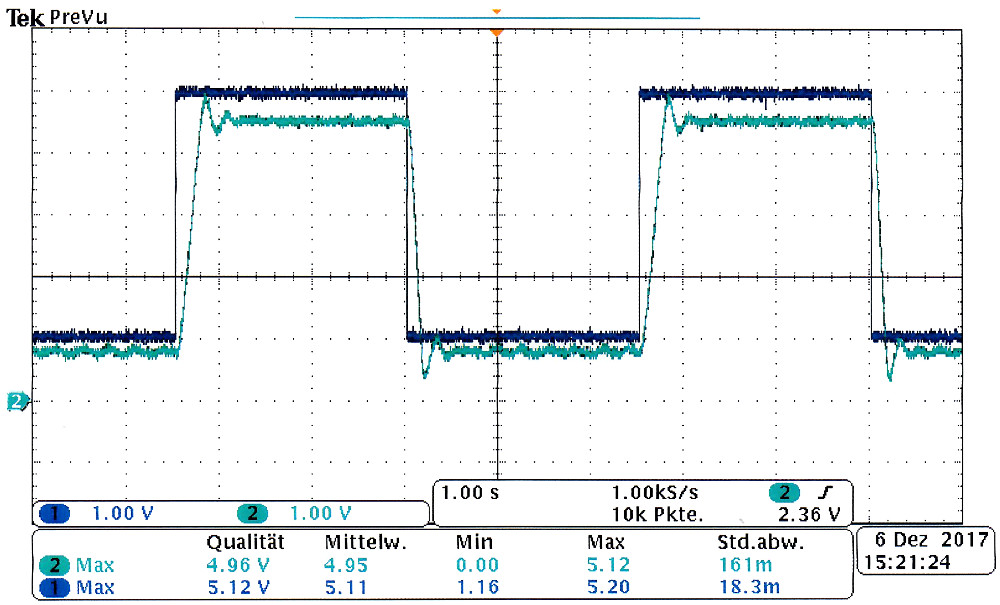 Tek PreVu
2
1 1.00 V 2 1.00 V
1.00 s 1.00kS/s 2
10k Pkte. 2.36 V
Qualität Mittelw. Min Max Std.abw.
2 Max 4.96 V 4.95 0.00 5.12 161m
1 Max 5.12 V 5.11 1.16 5.20 18.3m
6 Dez 2017
15:21:24